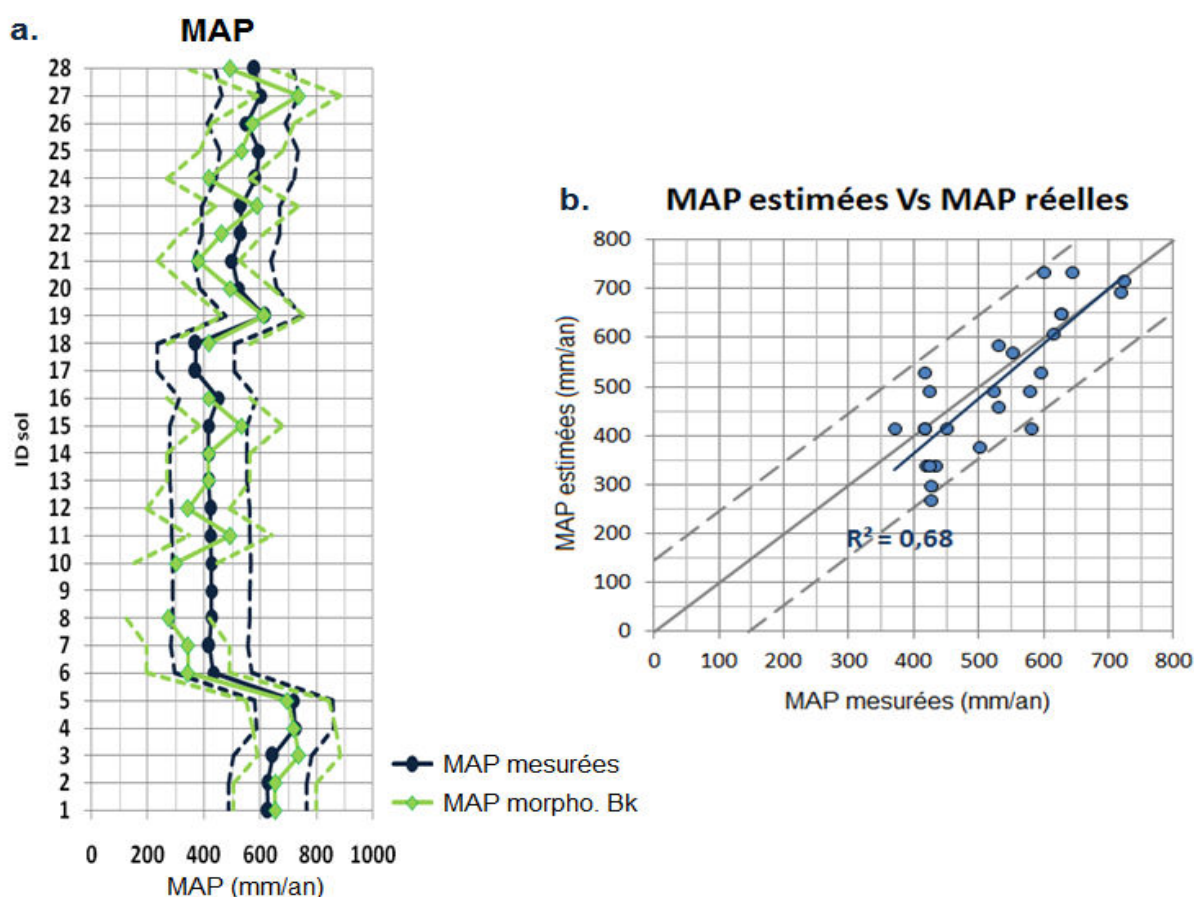 a.
MAP
28
27
26
25
24
23
22
21
20
19
18
17
16
15
14
13
12
11
10
9
8
7
6
5
4
3
2
1
ID sol
0 200 400 600 800 1000
MAP (mm/an)
MAP mesurées
MAP morpho. Bk
b.
MAP estimées Vs MAP réelles
800
700
600
500
400
300
200
100
0
MAP estimées (mm/an)
R² = 0,68
0 100 200 300 400 500 600 700 800
MAP mesurées (mm/an)